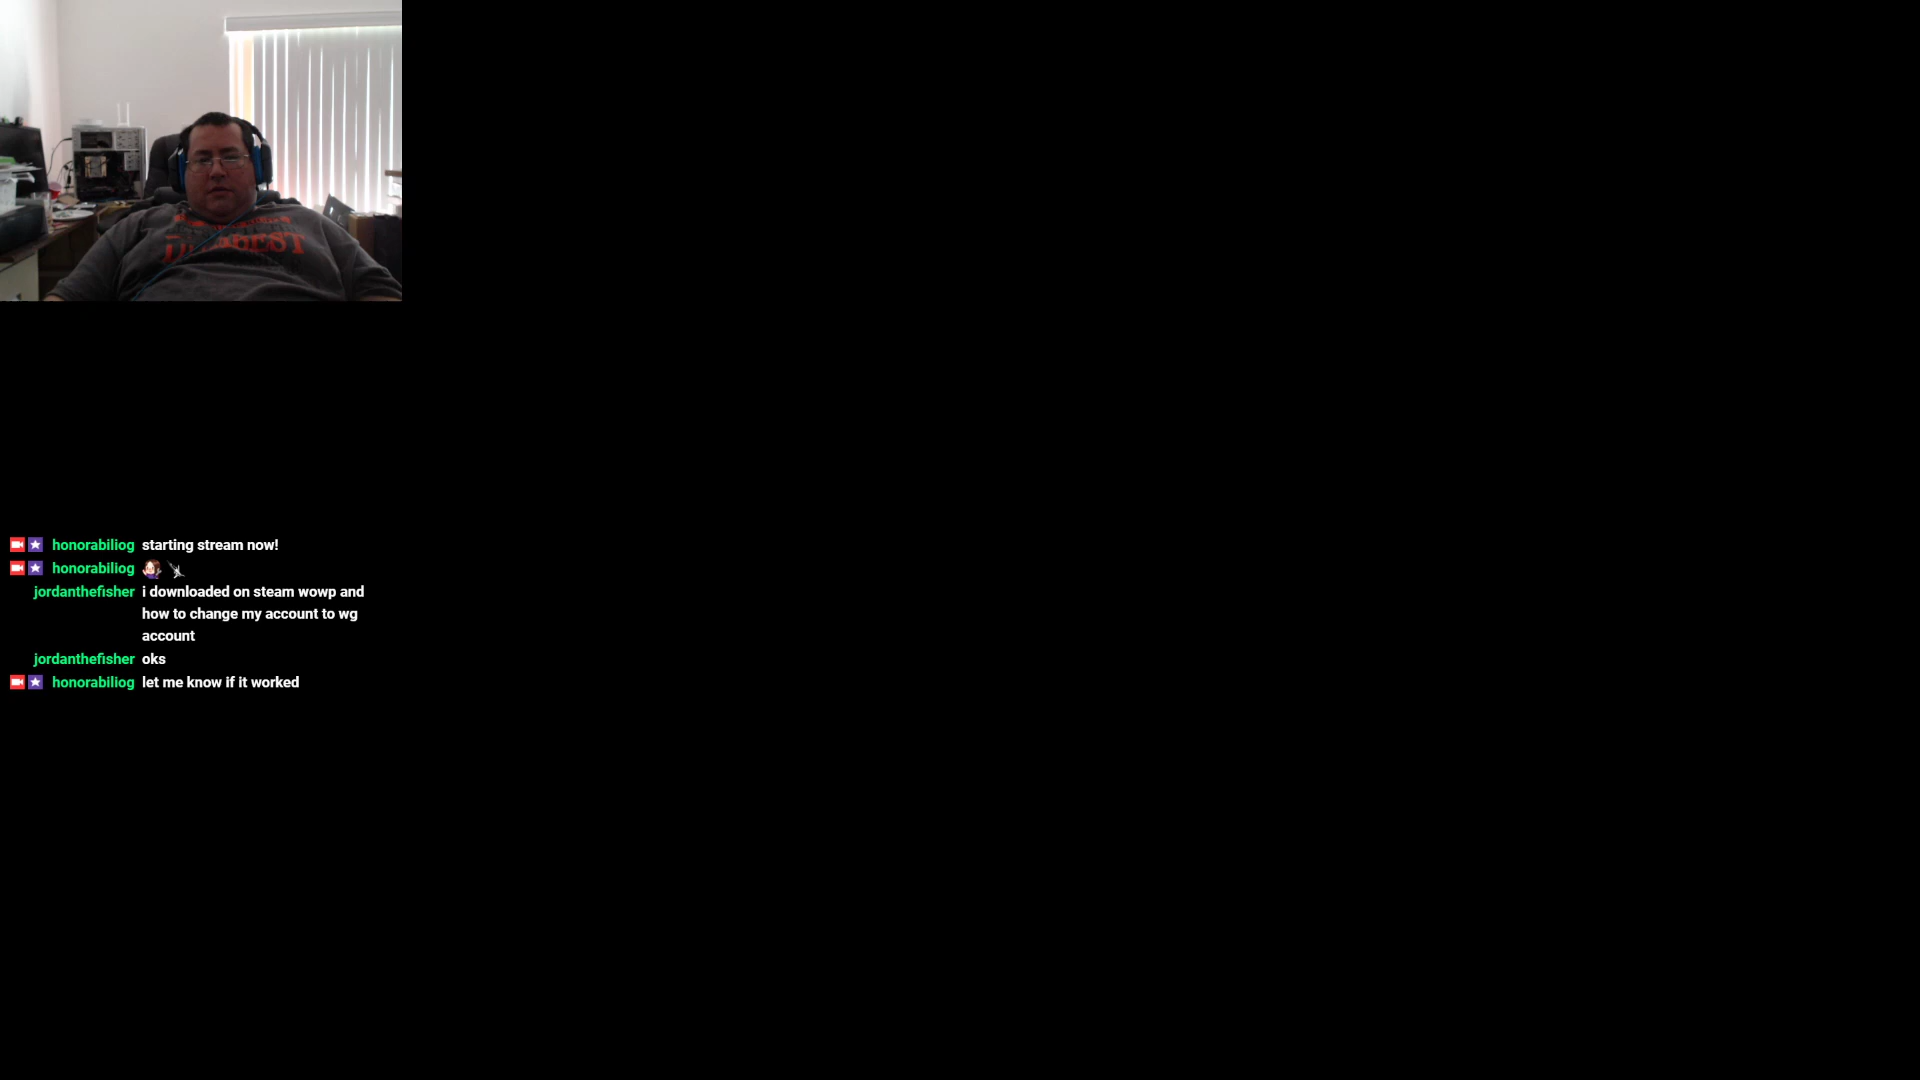 honorabiliog starting stream now!
honorabiliog
jordanthefisher i downloaded on steam wowp and
how to change my account to wg
account
jordanthefisher oks
honorabiliog let me know if it worked